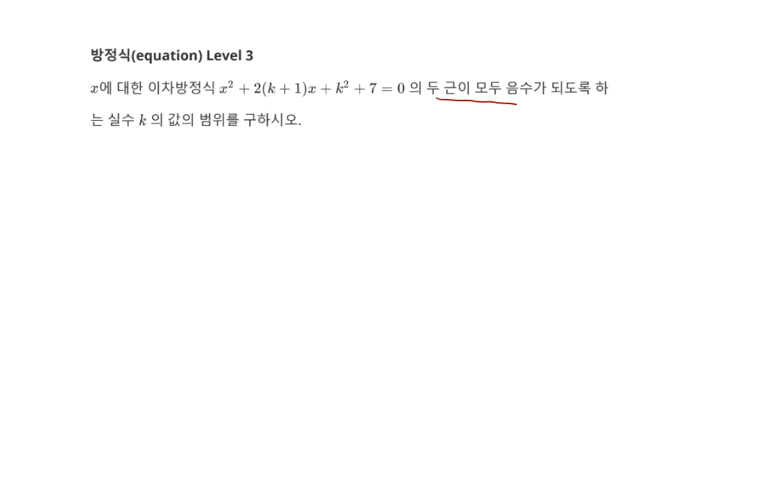 방정식(equation) Level 3
x에 대한 이차방정식 x² + 2(k + 1)x + k² + 7 = 0 의 두 근이 모두 음수가 되도록 하
는 실수 k 의 값의 범위를 구하시오.